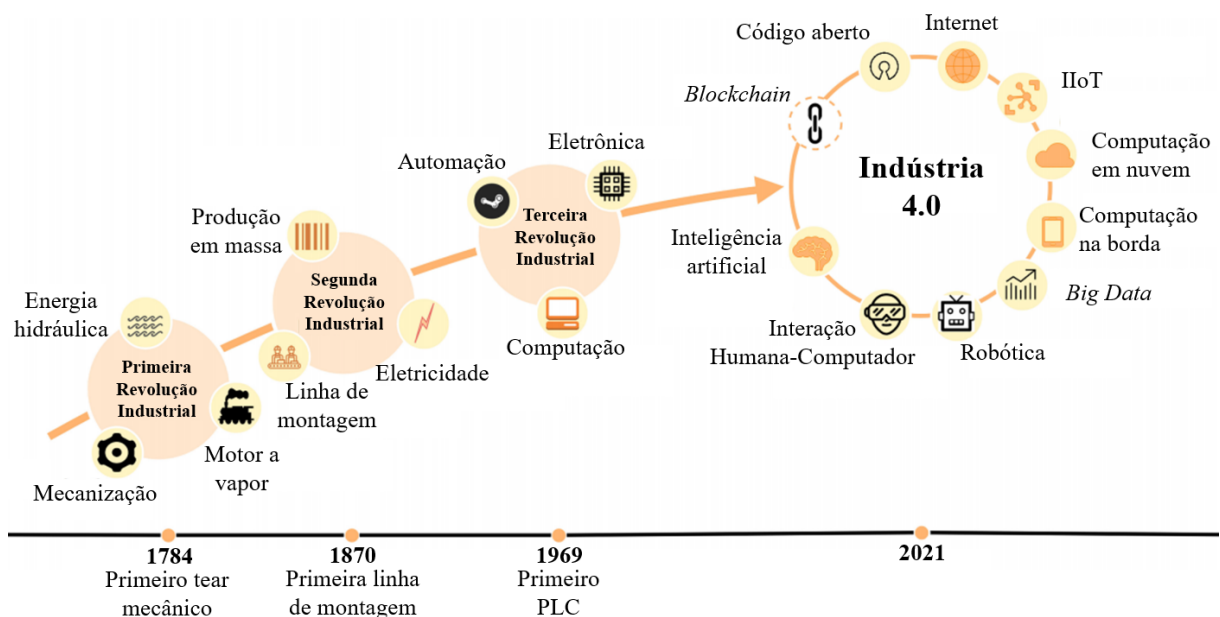 Código aberto
Internet
Blockchain
IIoT
Automação
Eletrônica
Computação
em nuvem
Indústria
4.0
Produção
em massa
Terceira
Revolução
Industrial
Inteligência
artificial
Computação
na borda
Segunda
Revolução
Industrial
Big Data
Energia
hidráulica
Interação
Humana-Computador
Robótica
Computação
Eletricidade
Primeira
Revolução
Industrial
Linha de
montagem
Motor a
vapor
Mecanização
1784
Primeiro tear
mecânico
1870
Primeira linha
de montagem
1969
Primeiro
PLC
2021